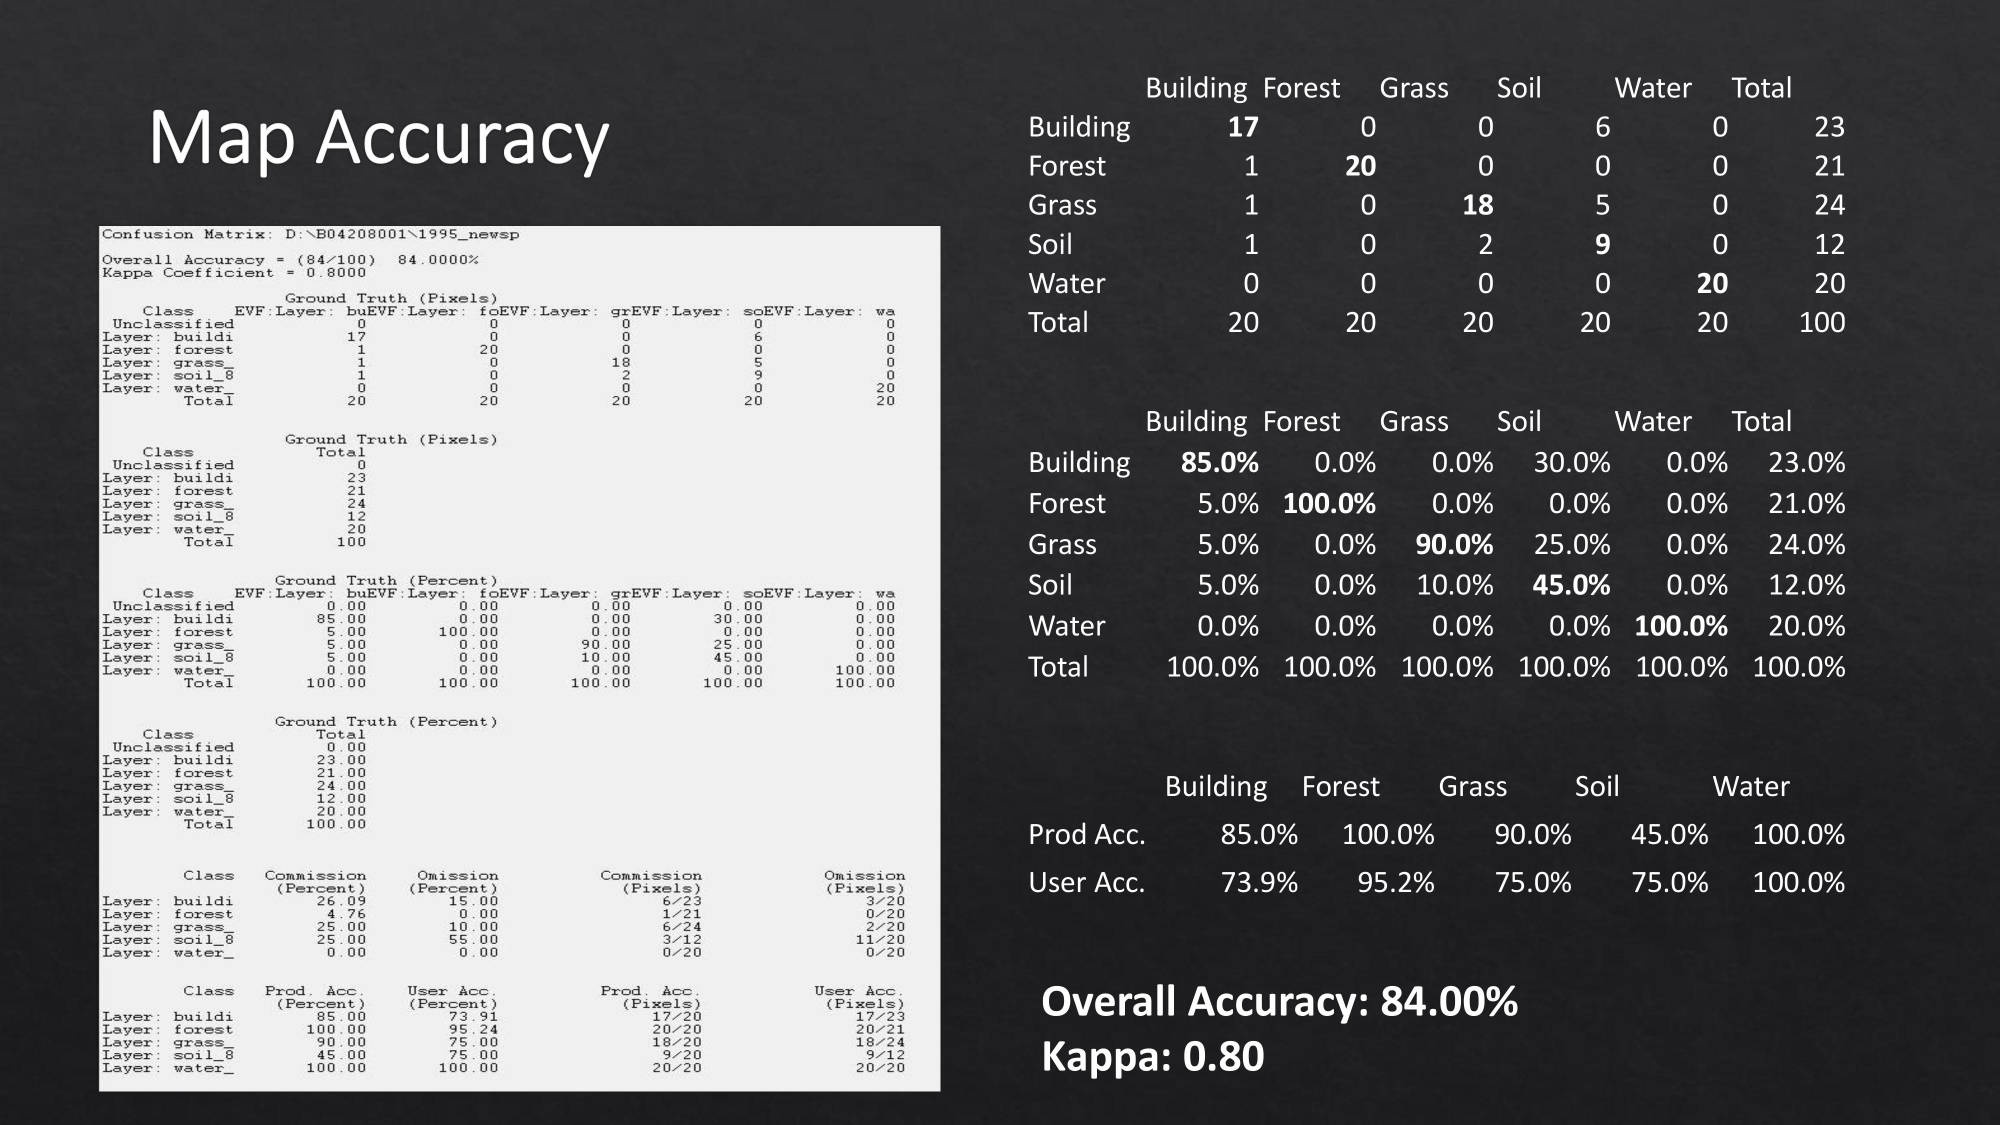 Map Accuracy
Confusion Matrix: D:\B04208001\1995_newsp
Overall Accuracy = (84/100)  84.0000%
Kappa Coefficient = 0.8000
Ground Truth (Pixels)
Class EVF:Layer: buEVF:Layer: foEVF:Layer: grEVF:Layer: soEVF:Layer: wa
Unclassified 0 0 0 0 0
Layer: buildi 17 0 0 6 0
Layer: forest 1 20 0 0 0
Layer: grass_ 1 0 18 5 0
Layer: soil_8 1 0 2 9 0
Layer: water_ 0 0 0 0 20
Total 20 20 20 20 20
Ground Truth (Pixels)
Class Total
Unclassified 0
Layer: buildi 23
Layer: forest 21
Layer: grass_ 24
Layer: soil_8 12
Layer: water_ 20
Total 100
Ground Truth (Percent)
Class EVF:Layer: buEVF:Layer: foEVF:Layer: grEVF:Layer: soEVF:Layer: wa
Unclassified 0.00 0.00 0.00 0.00 0.00
Layer: buildi 85.00 0.00 0.00 30.00 0.00
Layer: forest 5.00 100.00 0.00 0.00 0.00
Layer: grass_ 5.00 0.00 90.00 25.00 0.00
Layer: soil_8 5.00 0.00 10.00 45.00 0.00
Layer: water_ 0.00 0.00 0.00 0.00 100.00
Total 100.00 100.00 100.00 100.00 100.00
Ground Truth (Percent)
Class Total
Unclassified 0.00
Layer: buildi 23.00
Layer: forest 21.00
Layer: grass_ 24.00
Layer: soil_8 12.00
Layer: water_ 20.00
Total 100.00
Class Commission Omission Commission Omission
(Percent) (Percent) (Pixels) (Pixels)
Layer: buildi 26.09 15.00 6/23 3/20
Layer: forest 4.76 0.00 1/21 0/20
Layer: grass_ 25.00 10.00 6/24 2/20
Layer: soil_8 25.00 55.00 3/12 11/20
Layer: water_ 0.00 0.00 0/20 0/20
Class Prod. Acc. User Acc. Prod. Acc. User Acc.
(Percent) (Percent) (Pixels) (Pixels)
Layer: buildi 85.00 73.91 17/20 17/23
Layer: forest 100.00 95.24 20/20 20/21
Layer: grass_ 90.00 75.00 18/20 18/24
Layer: soil_8 45.00 75.00 9/20 9/12
Layer: water_ 100.00 100.00 20/20 20/20
Building Forest Grass Soil Water Total
Building 17 0 0 6 0 23
Forest 1 20 0 0 0 21
Grass 1 0 18 5 0 24
Soil 1 0 2 9 0 12
Water 0 0 0 0 20 20
Total 20 20 20 20 20 100
Building Forest Grass Soil Water Total
Building 85.0% 0.0% 0.0% 30.0% 0.0% 23.0%
Forest 5.0% 100.0% 0.0% 0.0% 0.0% 21.0%
Grass 5.0% 0.0% 90.0% 25.0% 0.0% 24.0%
Soil 5.0% 0.0% 10.0% 45.0% 0.0% 12.0%
Water 0.0% 0.0% 0.0% 0.0% 100.0% 20.0%
Total 100.0% 100.0% 100.0% 100.0% 100.0% 100.0%
Building Forest Grass Soil Water
Prod Acc. 85.0% 100.0% 90.0% 45.0% 100.0%
User Acc. 73.9% 95.2% 75.0% 75.0% 100.0%
Overall Accuracy: 84.00%
Kappa: 0.80